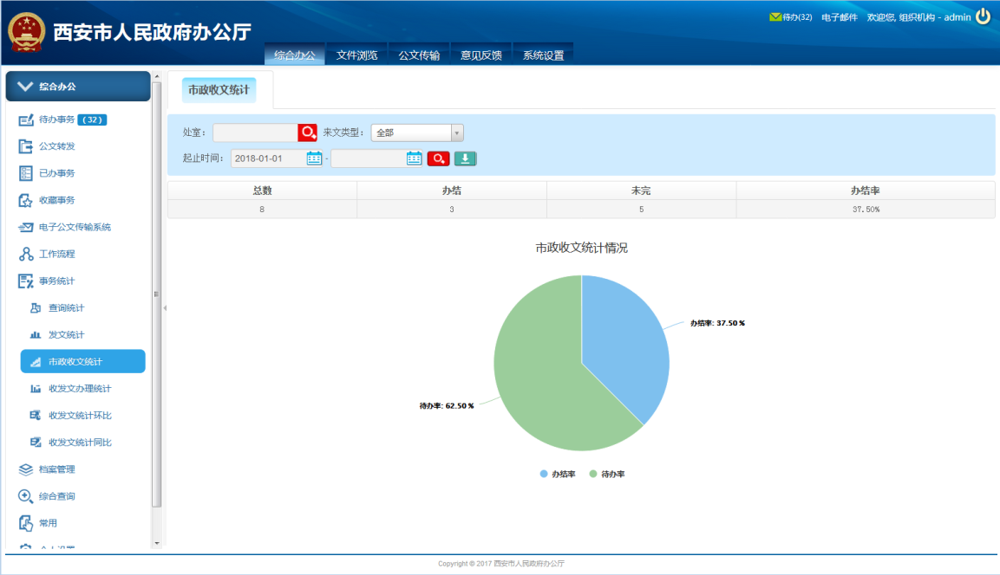 西安市人民政府办公厅
待办(32) 电子邮件 欢迎您, 组织机构 - admin
综合办公 文件浏览 公文传输 意见反馈 系统设置
综合办公
待办事务 (32)
公文转发
已办事务
收藏事务
电子公文传输系统
工作流程
事务统计
查询统计
发文统计
市政收文统计
收发文办理统计
收发文统计环比
收发文统计同比
档案管理
综合查询
常用
市政收文统计
处室： 来文类型： 全部
起止时间： 2018-01-01 -
总数 办结 未完 办结率
8 3 5 37.50%
市政收文统计情况
办结率: 37.50 %
待办率: 62.50 %
办结率 待办率
Copyright © 2017 西安市人民政府办公厅